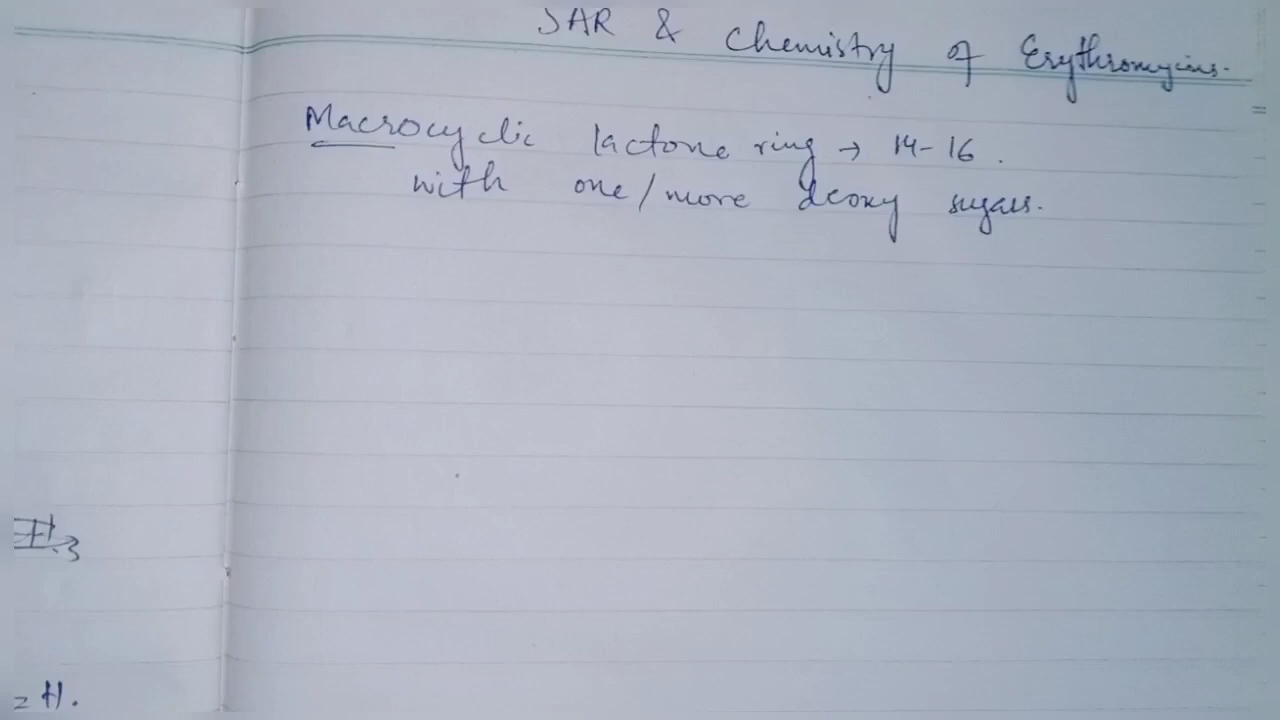 SAR & Chemistry of Erythromycins.
Macrocyclic lactone ring → 14-16.
with one/more deoxy sugars.
= H.